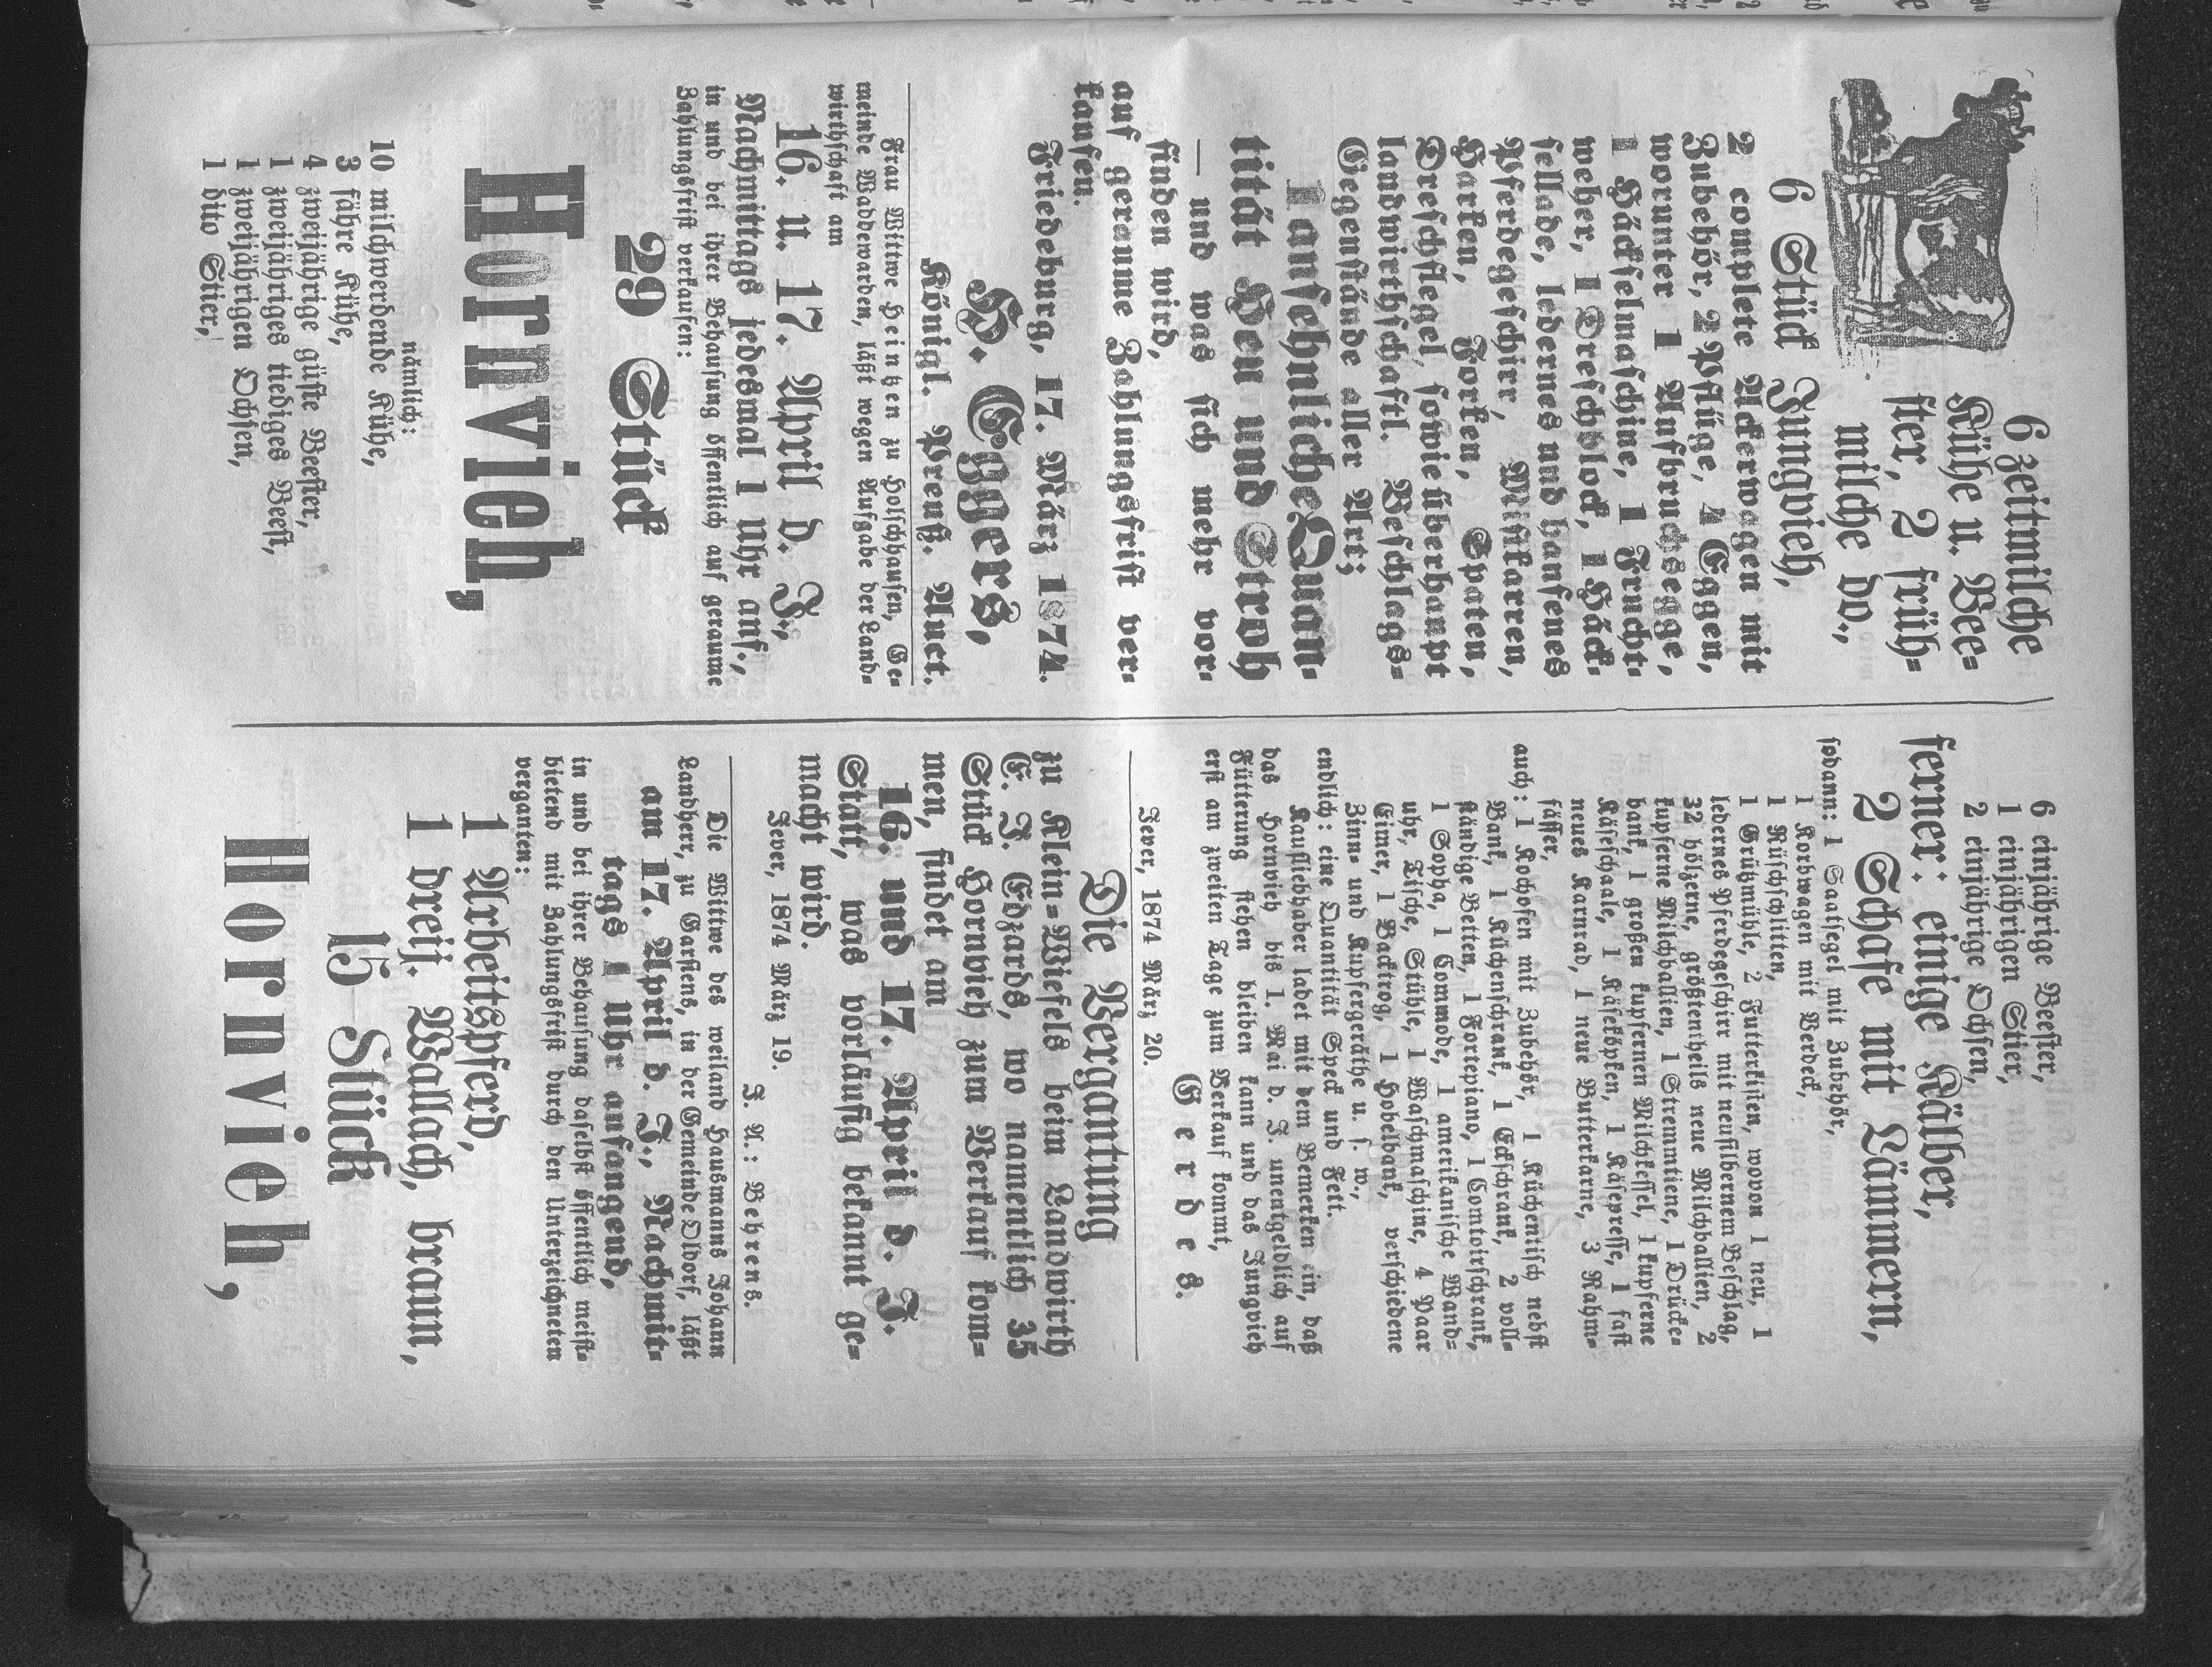 6 zeitmilche
Kühe u. Bee-
ster, 2 früh-
milche do.,
6 Stück Jungvieh,
2 complete Ackerwagen mit
Zubehör, 2 Pflüge, 4 Eggen,
worunter 1 Aufbruchsegge,
1 Häckselmaschine, 1 Frucht-
weher, 1 Dreschblock, 1 Häck-
sellade, ledernes und hanfenes
Pferdegeschirr, Mistkarren,
Harken, Forken, Spaten,
Dreschflegel, sowie überhaupt
landwirthschaftl. Beschlags-
Gegenstände aller Art;
1 ansehnliche Quan-
tität Heu und Stroh
— und was sich mehr vor-
finden wird,
auf geraume Zahlungsfrist ver-
kaufen.
Friedeburg, 17. März 1874.
H. Eggers,
Königl. Preuß. Auct.
Frau Wittwe Heinken zu Holschhausen, Ge-
meinde Waddewarden, läßt wegen Aufgabe der Land-
wirthschaft am
16. u. 17. April d. J.,
Nachmittags jedesmal 1 Uhr anf.,
in und bei ihrer Behausung öffentlich auf geraume
Zahlungsfrist verkaufen:
29 Stück
Hornvieh,
nämlich:
10 milchwerdende Kühe,
3 fähre Kühe,
4 zweijährige güste Beester,
1 zweijähriges tiediges Beest,
1 zweijährigen Ochsen,
1 dito Stier,
6 einjährige Beester,
1 einjährigen Stier,
2 einjährige Ochsen,
ferner: einige Kälber,
2 Schafe mit Lämmern,
sodann: 1 Saatsegel mit Zubehör,
1 Korbwagen mit Verdeck,
1 Rüschschlitten,
1 Grühmühle, 2 Futterkisten, wovon 1 neu, 1
ledernes Pferdegeschirr mit neusilbernem Beschlag,
32 hölzerne, größtentheils neue Milchballien, 2
kupferne Milchballien, 1 Stremmtiene, 1 Drücke-
bank, 1 großen kupfernen Milchkessel, 1 kupferne
Käseschaale, 1 Käseköpken, 1 Käsepresse, 1 fast
neues Karnrad, 1 neue Butterkarne, 3 Rahm-
fässer,
auch: 1 Kochofen mit Zubehör, 1 Küchentisch nebst
Bank, 1 Küchenschrank, 1 Eckschrank, 2 voll-
ständige Betten, 1 Fortepiano, 1 Comtoirschrank,
1 Sopha, 1 Commode, 1 amerikanische Wand-
uhr, Tische, Stühle, 1 Waschmaschine, 4 Paar
Eimer, 1 Backtrog, 1 Hobelbank, verschiedene
Zinn- und Kupfergeräthe u. s. w.,
endlich: eine Quantität Speck und Fett.
Kaufliebhaber ladet mit dem Bemerken ein, daß
das Hornvieh bis 1. Mai d. J. unentgeldlich auf
Fütterung stehen bleiben kann und das Jungvieh
erst am zweiten Tage zum Verkauf kommt,
Gerdes.
Jever, 1874 März 20.
Die Vergantung
zu Klein-Wiefels beim Landwirth
E. J. Ehzards, wo namentlich 35
Stück Hornvieh zum Verkauf kom-
men, findet am
16. und 17. April d. J.
Statt, was vorläufig bekannt ge-
macht wird.
Jever, 1874 März 19.
J. A.: Behrens.
Die Wittwe des weiland Hausmanns Johann
Landherr, zu Garstens, in der Gemeinde Oldorf, läßt
am 17. April d. J., Nachmit-
tags 1 Uhr anfangend,
in und bei ihrer Behausung daselbst öffentlich meist-
bietend mit Zahlungsfrist durch den Unterzeichneten
verganten:
1 Arbeitspferd,
1 dreij. Wallach, braun,
15 Stück
Hornvieh,